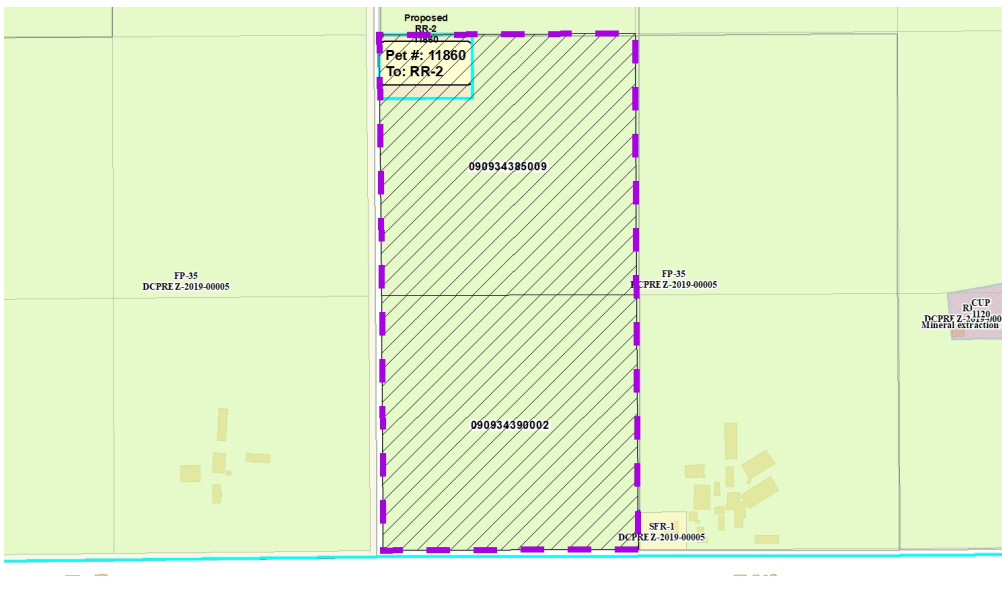 Proposed
RR-2
11860
Pet #: 11860
To: RR-2
090934385009
FP-35
DCPREZ-2019-00005
FP-35
DCPREZ-2019-00005
CUP
1120
Mineral extraction
090934390002
SFR-1
DCPREZ-2019-00005